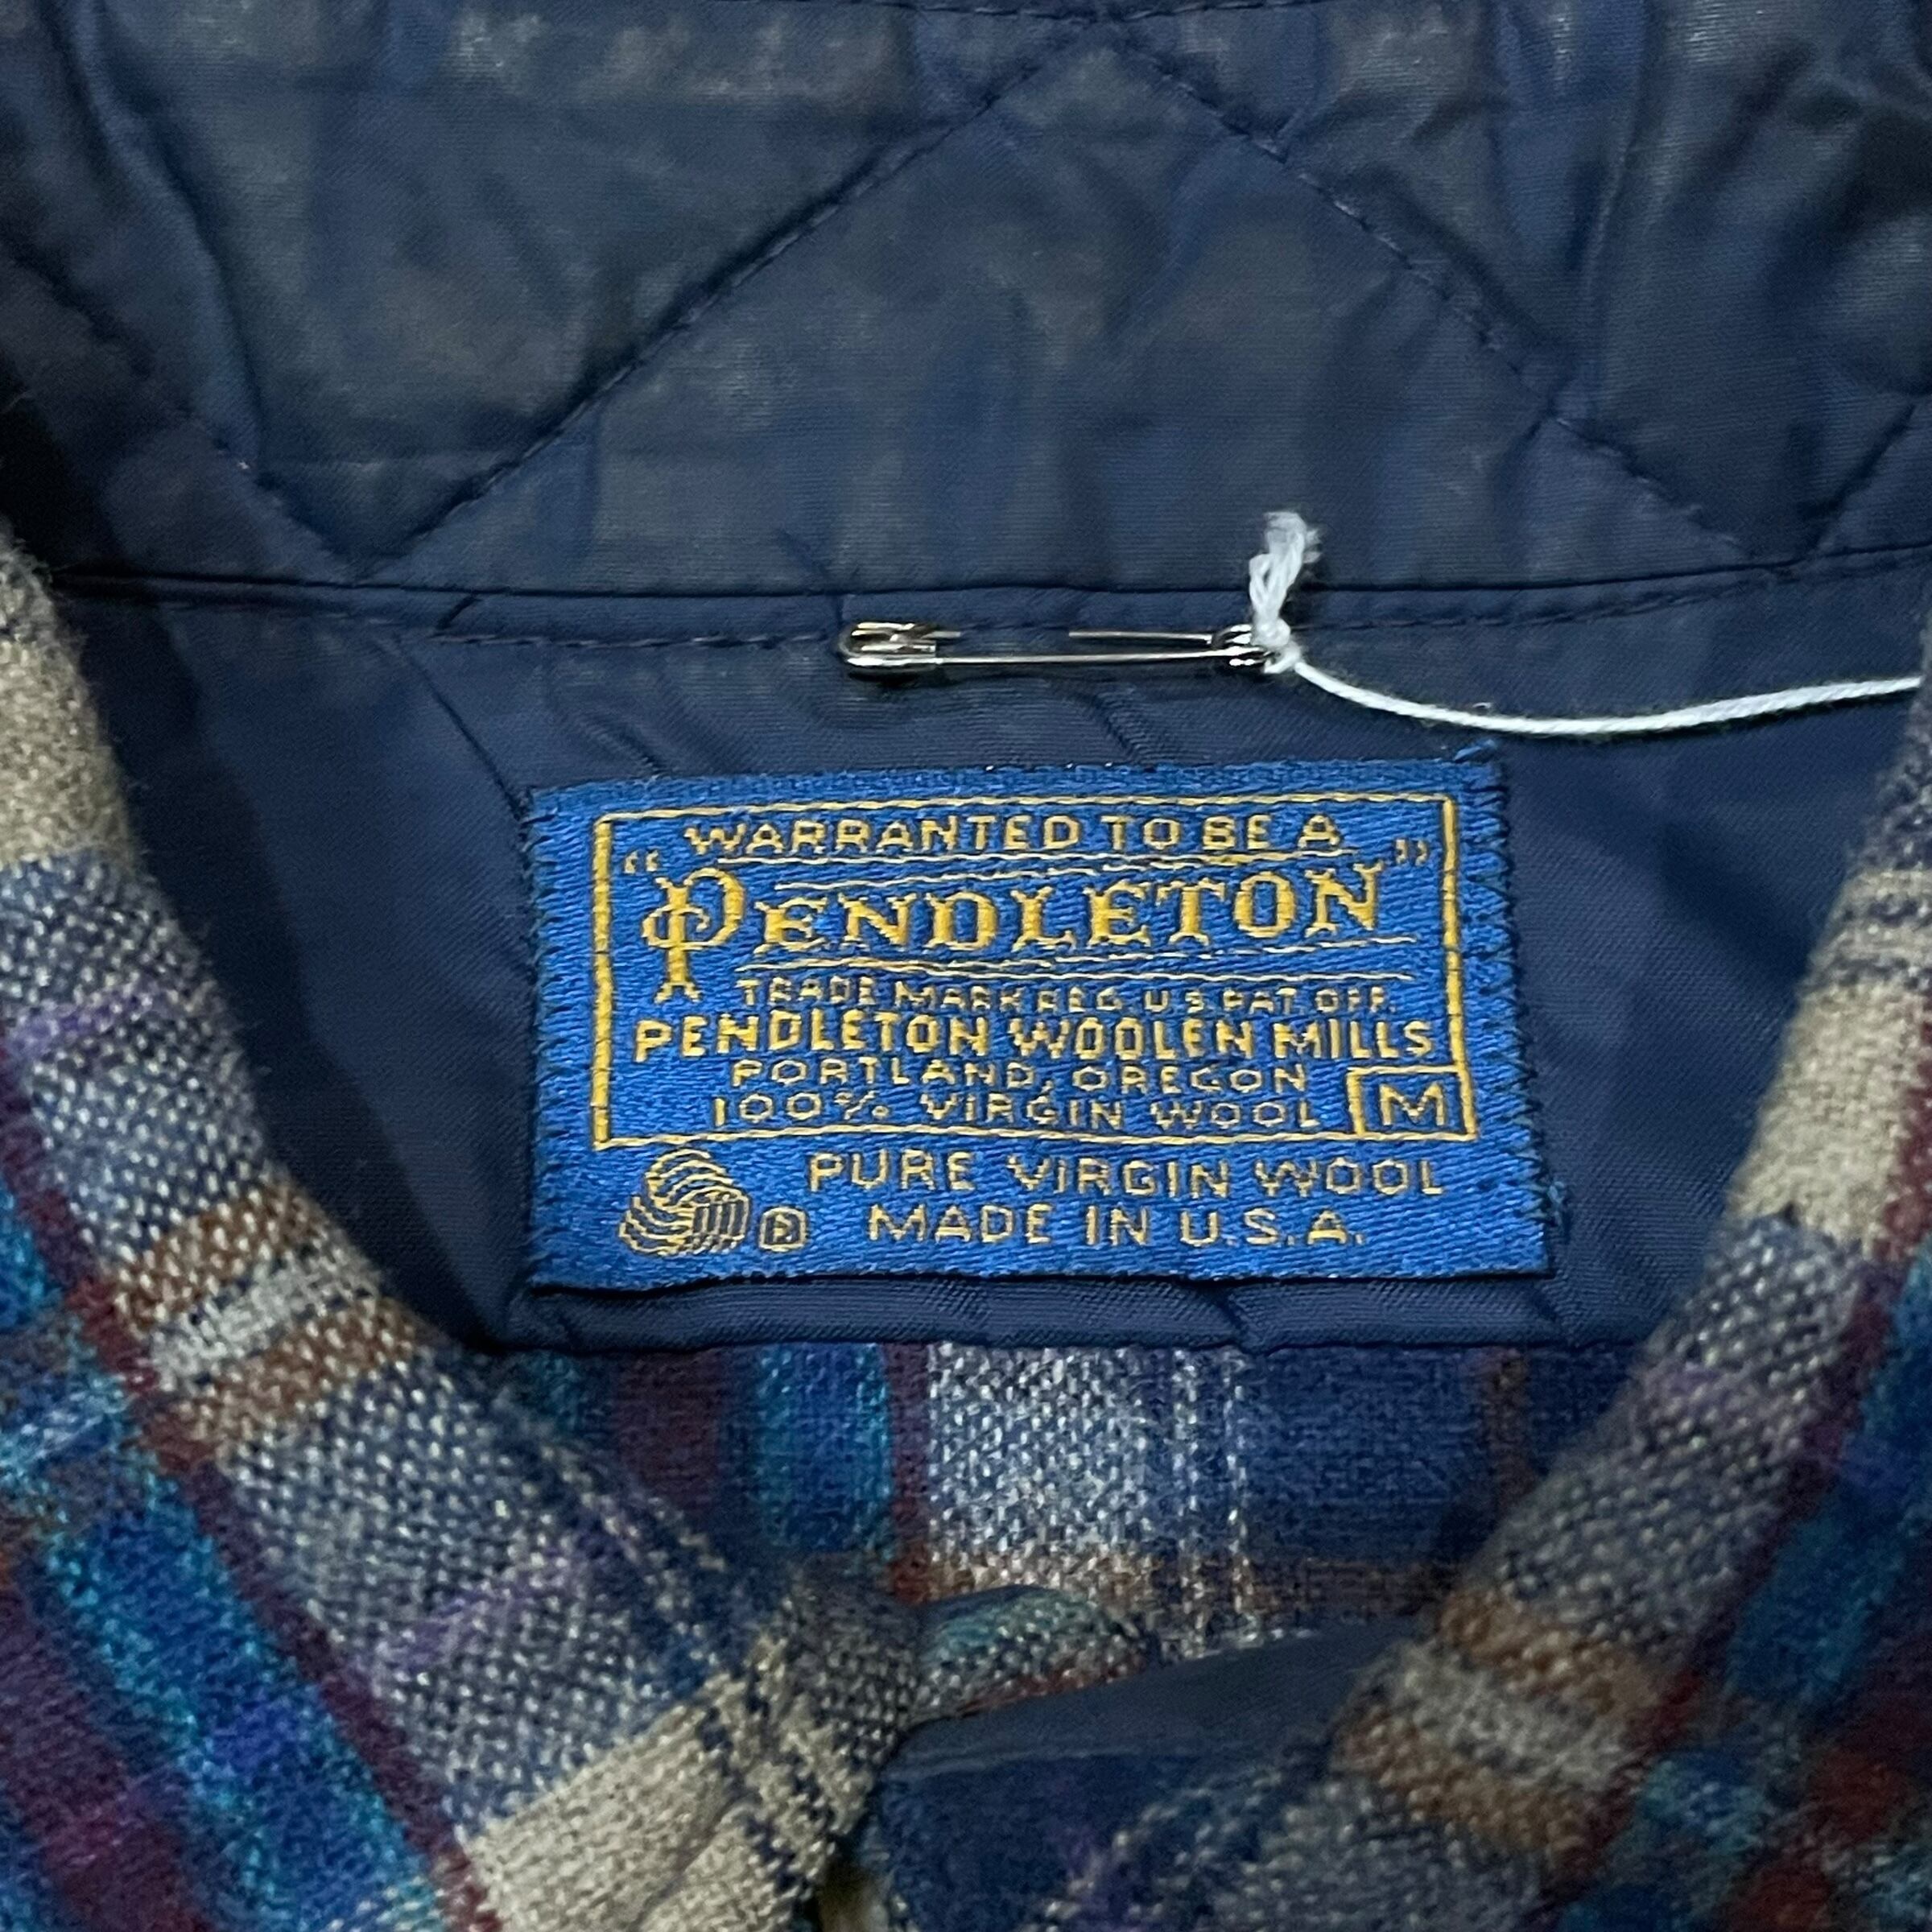 WARRANTED TO BE A
"PENDLETON"
TRADE MARK REG. U S PAT. OFF.
PENDLETON WOOLEN MILLS
PORTLAND, OREGON
100% VIRGIN WOOL M
PURE VIRGIN WOOL
R MADE IN U.S.A.